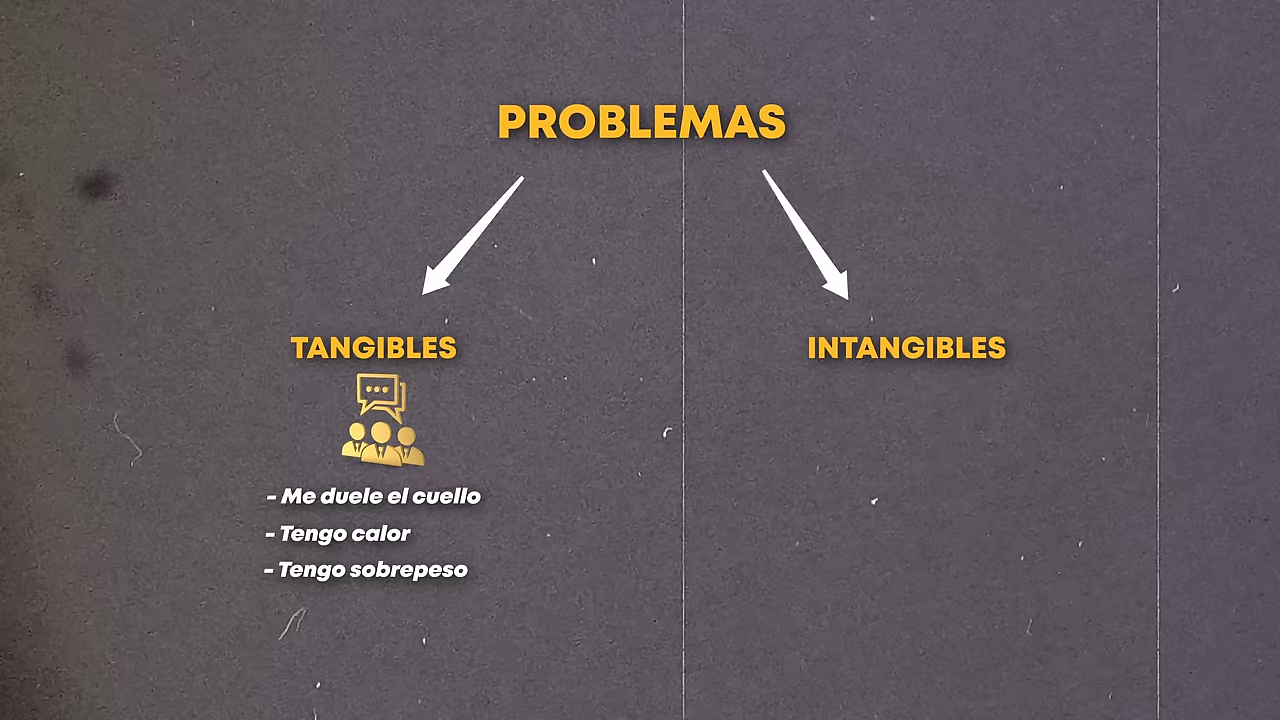 PROBLEMAS
TANGIBLES
INTANGIBLES
- Me duele el cuello
- Tengo calor
- Tengo sobrepeso